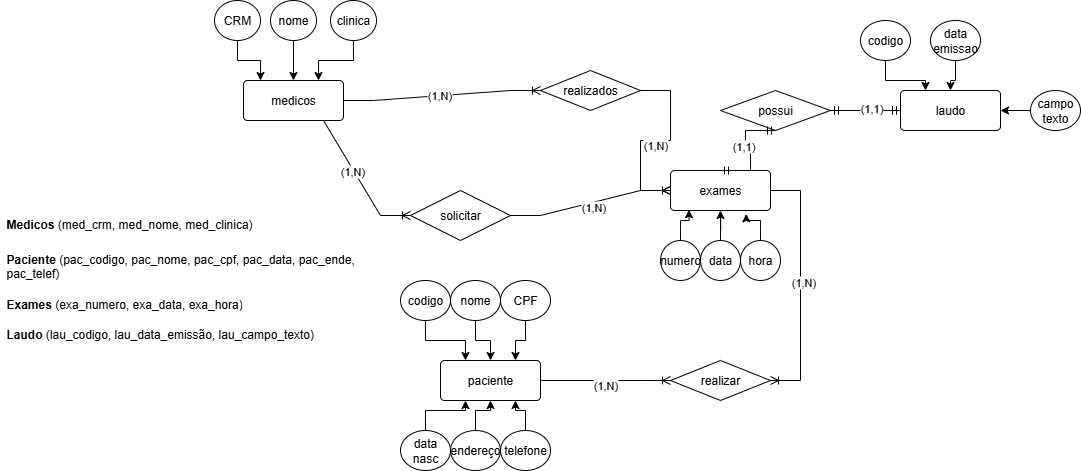 CRM
nome
clinica
medicos
(1,N)
realizados
(1,N)
codigo
data
emissao
possui
(1,1)
laudo
campo
texto
(1,1)
(1,N)
solicitar
(1,N)
exames
numero
data
hora
Medicos (med_crm, med_nome, med_clinica)
Paciente (pac_codigo, pac_nome, pac_cpf, pac_data, pac_ende,
pac_telef)
Exames (exa_numero, exa_data, exa_hora)
Laudo (lau_codigo, lau_data_emissão, lau_campo_texto)
(1,N)
codigo
nome
CPF
paciente
(1,N)
realizar
data
nasc
endereço
telefone